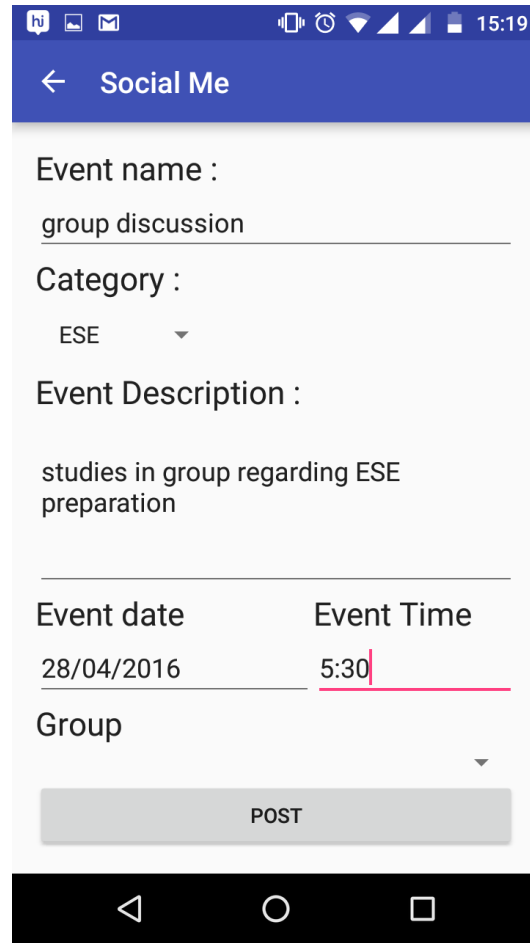 hi 15:19
Social Me
Event name :
group discussion
Category :
ESE
Event Description :
studies in group regarding ESE
preparation
Event date Event Time
28/04/2016 5:30
Group
POST